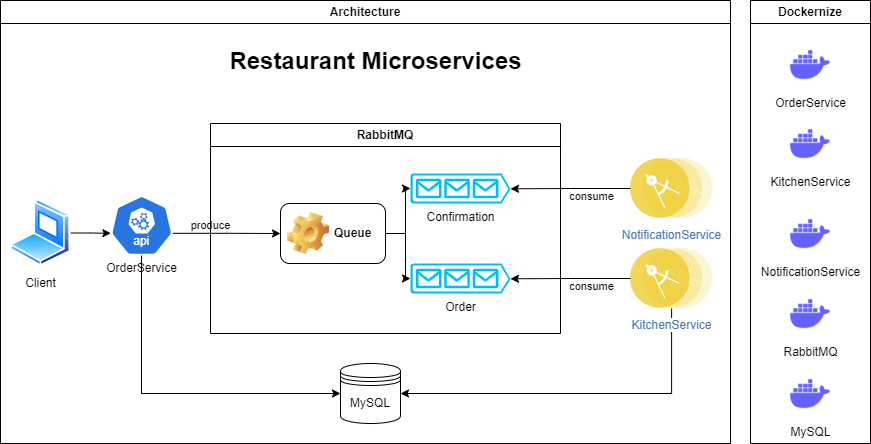 Architecture
Dockernize
Restaurant Microservices
OrderService
RabbitMQ
KitchenService
Confirmation
consume
produce
Queue
NotificationService
api
OrderService
Client
NotificationService
consume
Order
KitchenService
RabbitMQ
MySQL
MySQL